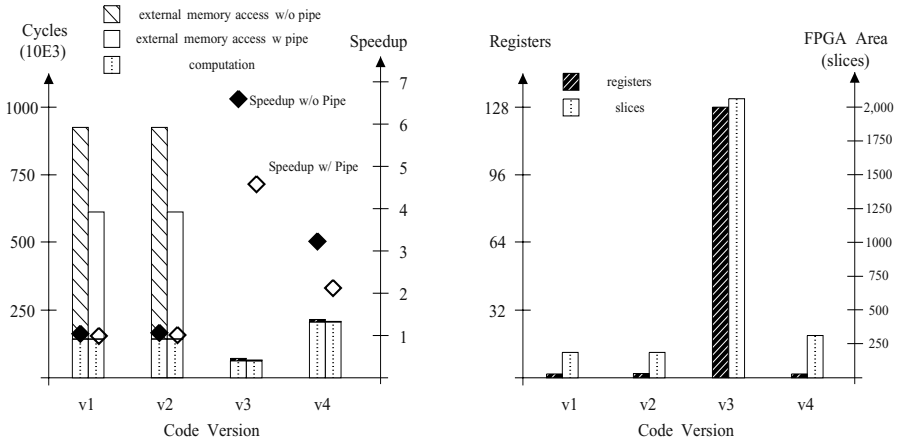 external memory access w/o pipe
external memory access w pipe
computation
Cycles
(10E3)
Speedup
1000
750
500
250
7
6
5
4
3
2
1
Speedup w/o Pipe
Speedup w/ Pipe
v1 v2 v3 v4
Code Version
Registers
FPGA Area
(slices)
registers
slices
128
96
64
32
2,000
1750
1500
1250
1000
750
500
250
v1 v2 v3 v4
Code Version